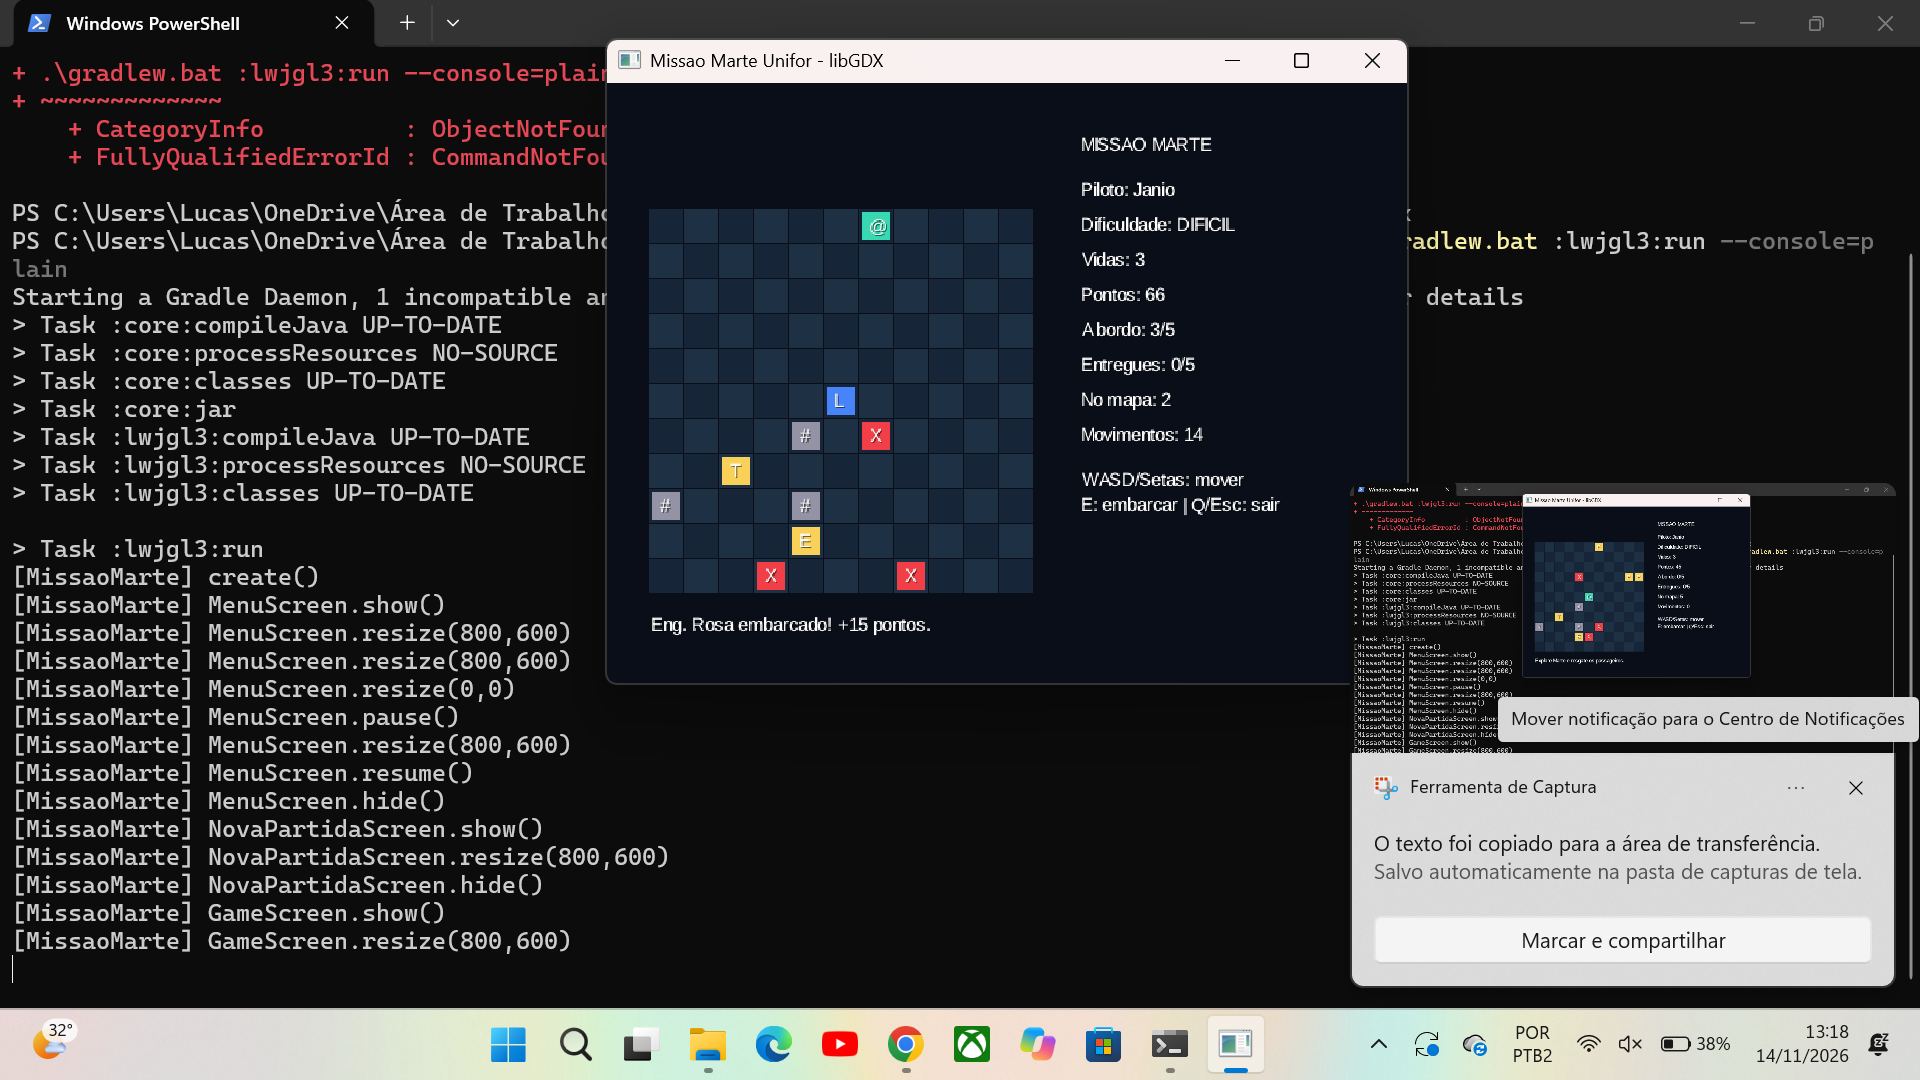 Windows PowerShell
+ .\gradlew.bat :lwjgl3:run --console=plain
+ ~~~~~~~~~~~~~
+ CategoryInfo : ObjectNotFou
+ FullyQualifiedErrorId : CommandNotFou
PS C:\Users\Lucas\OneDrive\Área de Trabalho
PS C:\Users\Lucas\OneDrive\Área de Trabalho radlew.bat :lwjgl3:run --console=p
lain
Starting a Gradle Daemon, 1 incompatible an r details
> Task :core:compileJava UP-TO-DATE
> Task :core:processResources NO-SOURCE
> Task :core:classes UP-TO-DATE
> Task :core:jar
> Task :lwjgl3:compileJava UP-TO-DATE
> Task :lwjgl3:processResources NO-SOURCE
> Task :lwjgl3:classes UP-TO-DATE
> Task :lwjgl3:run
[MissaoMarte] create()
[MissaoMarte] MenuScreen.show()
[MissaoMarte] MenuScreen.resize(800,600)
[MissaoMarte] MenuScreen.resize(800,600)
[MissaoMarte] MenuScreen.resize(0,0)
[MissaoMarte] MenuScreen.pause()
[MissaoMarte] MenuScreen.resize(800,600)
[MissaoMarte] MenuScreen.resume()
[MissaoMarte] MenuScreen.hide()
[MissaoMarte] NovaPartidaScreen.show()
[MissaoMarte] NovaPartidaScreen.resize(800,600)
[MissaoMarte] NovaPartidaScreen.hide()
[MissaoMarte] GameScreen.show()
[MissaoMarte] GameScreen.resize(800,600)
Missao Marte Unifor - libGDX
@
L
# X
T
# #
E
X X
Eng. Rosa embarcado! +15 pontos.
MISSAO MARTE
Piloto: Janio
Dificuldade: DIFICIL
Vidas: 3
Pontos: 66
A bordo: 3/5
Entregues: 0/5
No mapa: 2
Movimentos: 14
WASD/Setas: mover
E: embarcar | Q/Esc: sair
Mover notificação para o Centro de Notificações
Ferramenta de Captura
O texto foi copiado para a área de transferência.
Salvo automaticamente na pasta de capturas de tela.
Marcar e compartilhar
32°
POR
PTB2
38%
13:18
14/11/2026